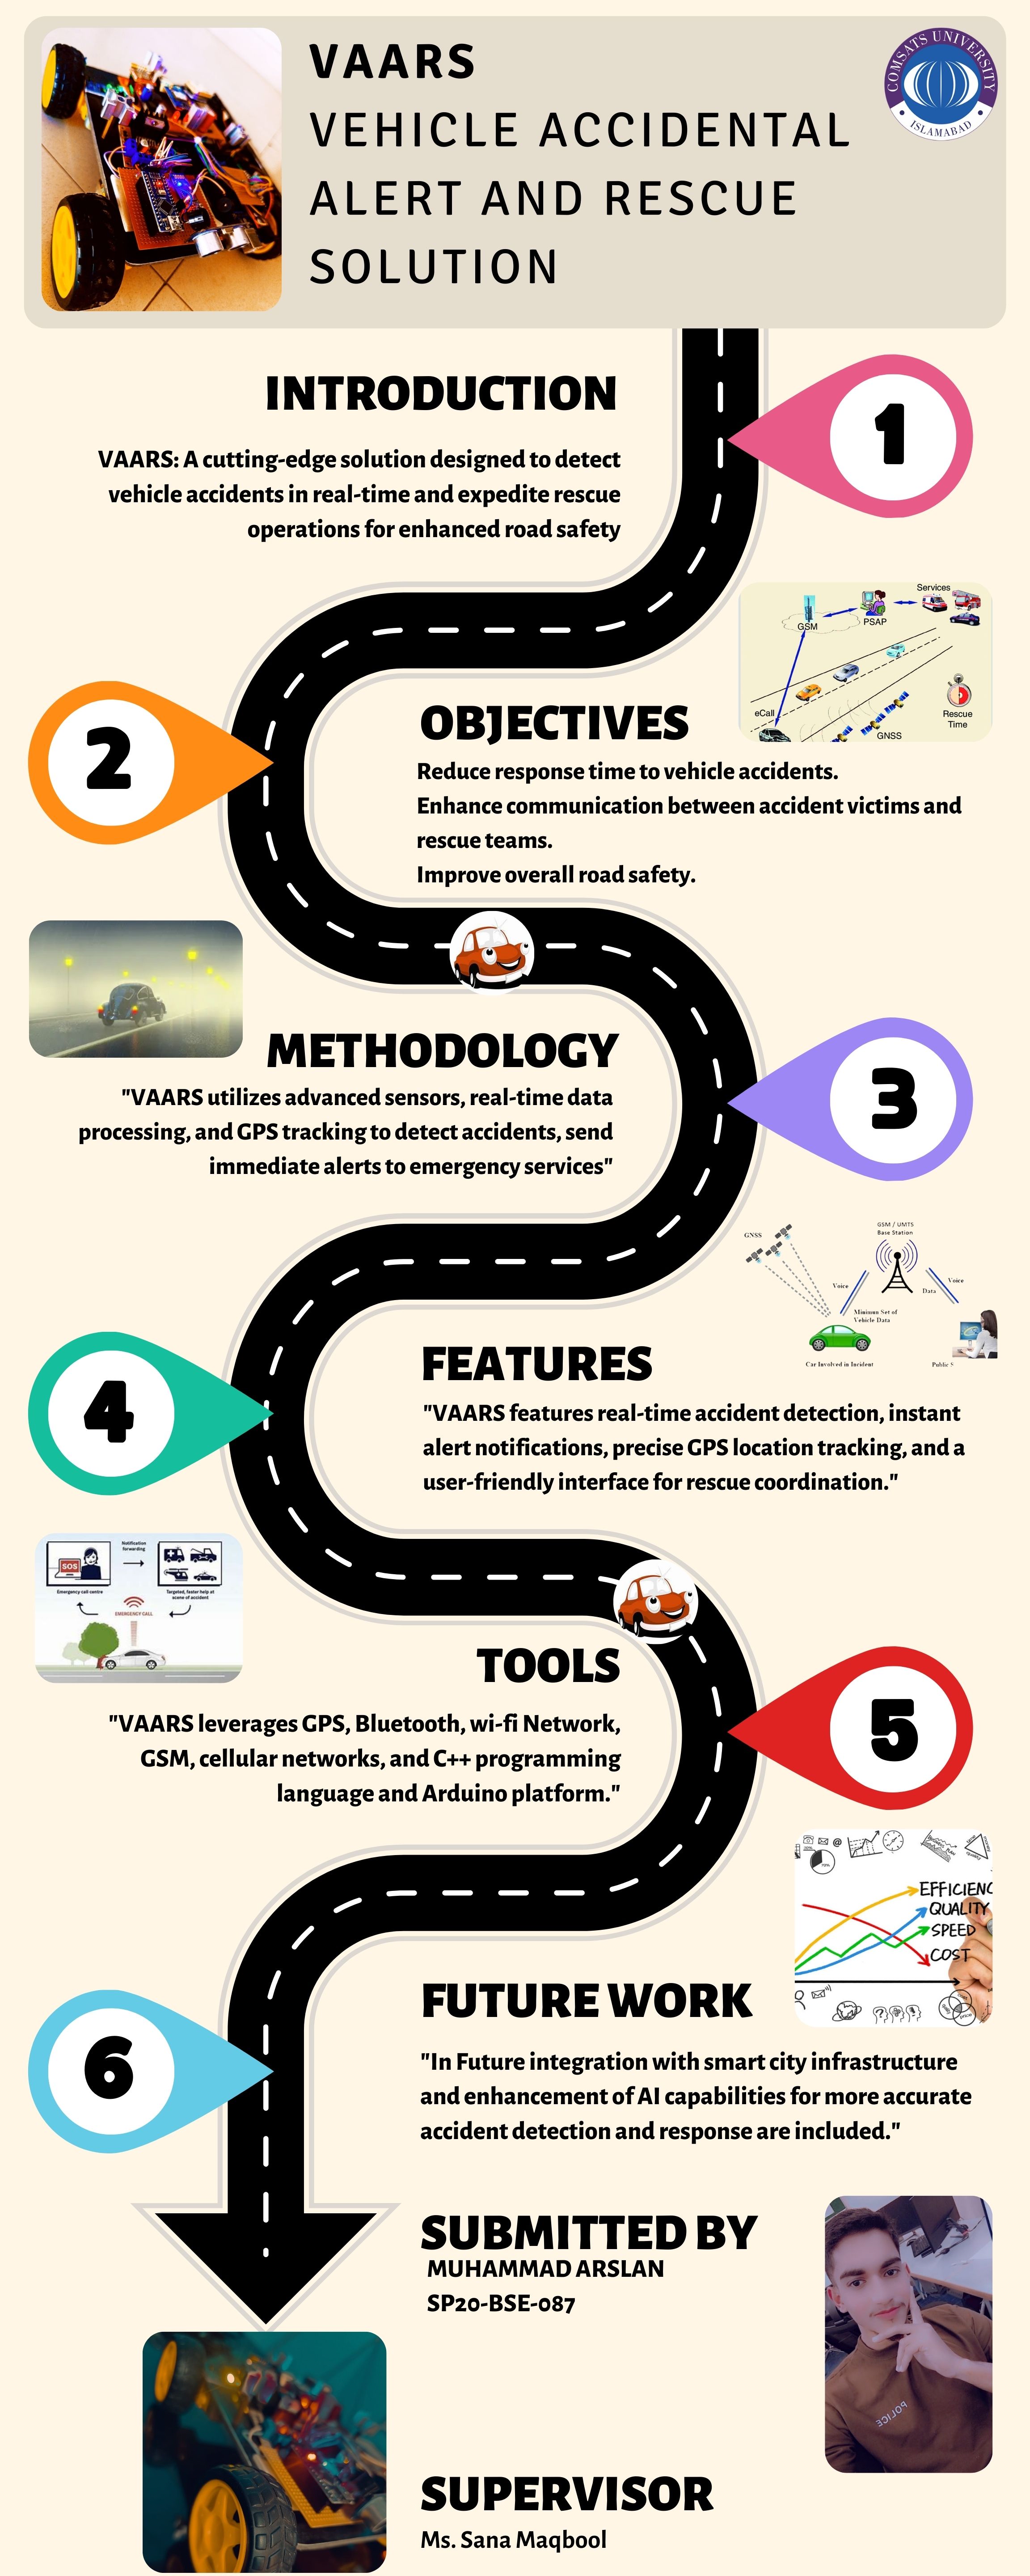 VAARS
VEHICLE ACCIDENTAL
ALERT AND RESCUE
SOLUTION
COMSATS UNIVERSITY
ISLAMABAD
INTRODUCTION
1
VAARS: A cutting-edge solution designed to detect
vehicle accidents in real-time and expedite rescue
operations for enhanced road safety
Services
GSM
PSAP
eCall
GNSS
Rescue
Time
2
OBJECTIVES
Reduce response time to vehicle accidents.
Enhance communication between accident victims and
rescue teams.
Improve overall road safety.
METHODOLOGY
3
"VAARS utilizes advanced sensors, real-time data
processing, and GPS tracking to detect accidents, send
immediate alerts to emergency services"
GNSS
GSM / UMTS
Base Station
Voice
Voice
Data
Minimum Set of
Vehicle Data
Car Involved in Incident
Public S
4
FEATURES
"VAARS features real-time accident detection, instant
alert notifications, precise GPS location tracking, and a
user-friendly interface for rescue coordination."
Notification
forwarding
SOS
Emergency call centre
Targeted, faster help at
scene of accident
EMERGENCY CALL
TOOLS
5
"VAARS leverages GPS, Bluetooth, wi-fi Network,
GSM, cellular networks, and C++ programming
language and Arduino platform."
EFFICIENC
QUALITY
SPEED
COST
6
FUTURE WORK
"In Future integration with smart city infrastructure
and enhancement of AI capabilities for more accurate
accident detection and response are included."
SUBMITTED BY
MUHAMMAD ARSLAN
SP20-BSE-087
POLICE
SUPERVISOR
Ms. Sana Maqbool